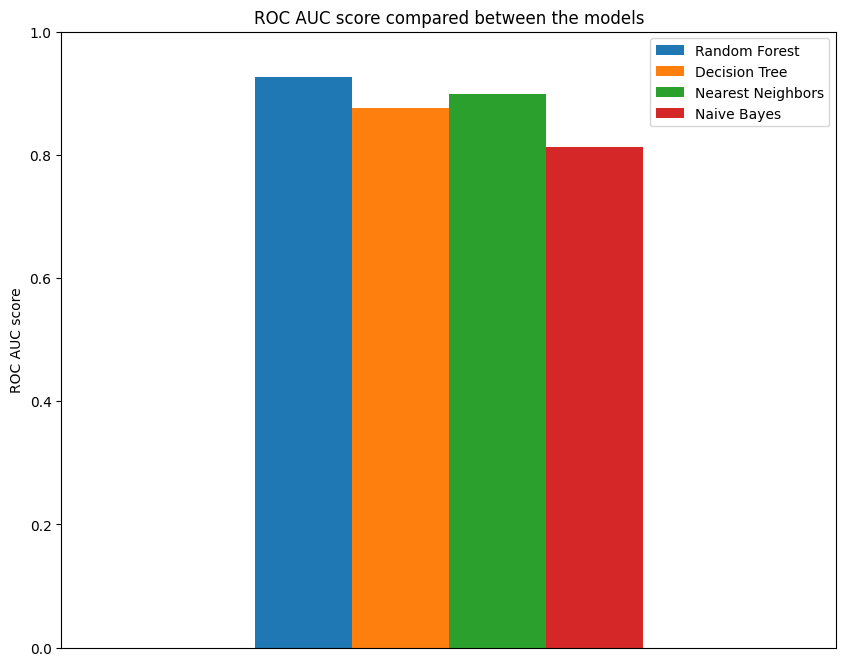 ROC AUC score compared between the models
Random Forest
Decision Tree
Nearest Neighbors
Naive Bayes
ROC AUC score
1.0
0.8
0.6
0.4
0.2
0.0